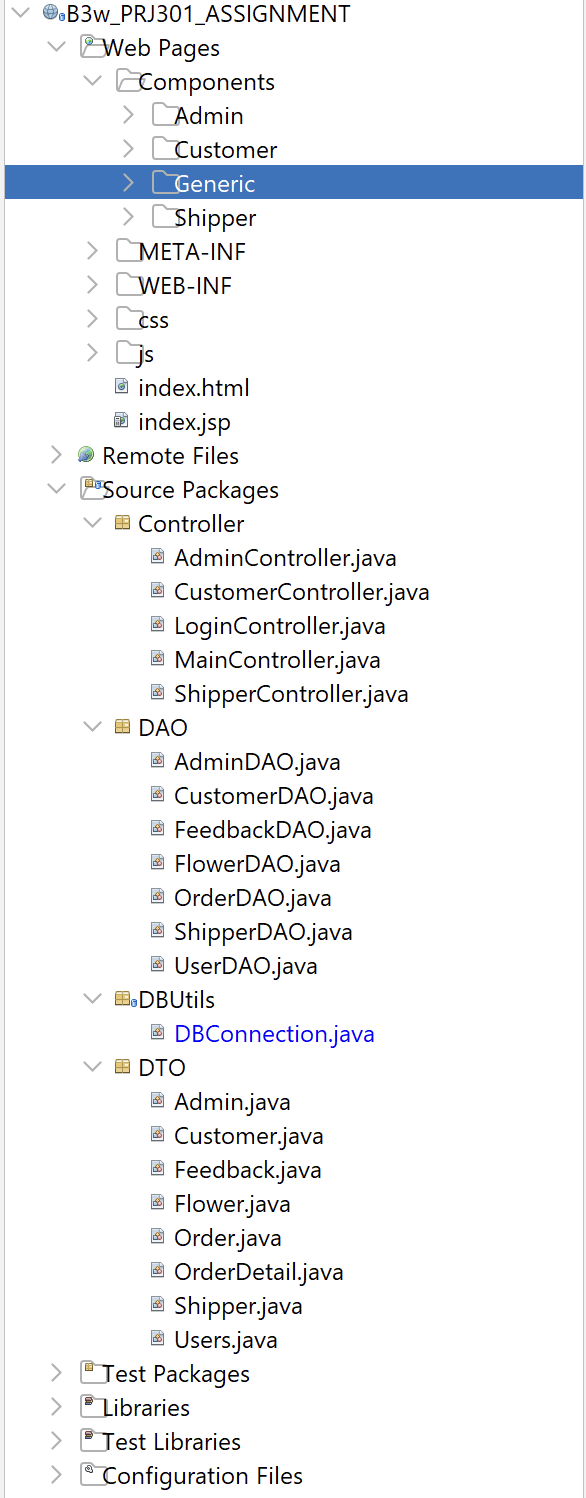 B3w_PRJ301_ASSIGNMENT
Web Pages
Components
Admin
Customer
Generic
Shipper
META-INF
WEB-INF
css
js
index.html
index.jsp
Remote Files
Source Packages
Controller
AdminController.java
CustomerController.java
LoginController.java
MainController.java
ShipperController.java
DAO
AdminDAO.java
CustomerDAO.java
FeedbackDAO.java
FlowerDAO.java
OrderDAO.java
ShipperDAO.java
UserDAO.java
DBUtils
DBConnection.java
DTO
Admin.java
Customer.java
Feedback.java
Flower.java
Order.java
OrderDetail.java
Shipper.java
Users.java
Test Packages
Libraries
Test Libraries
Configuration Files